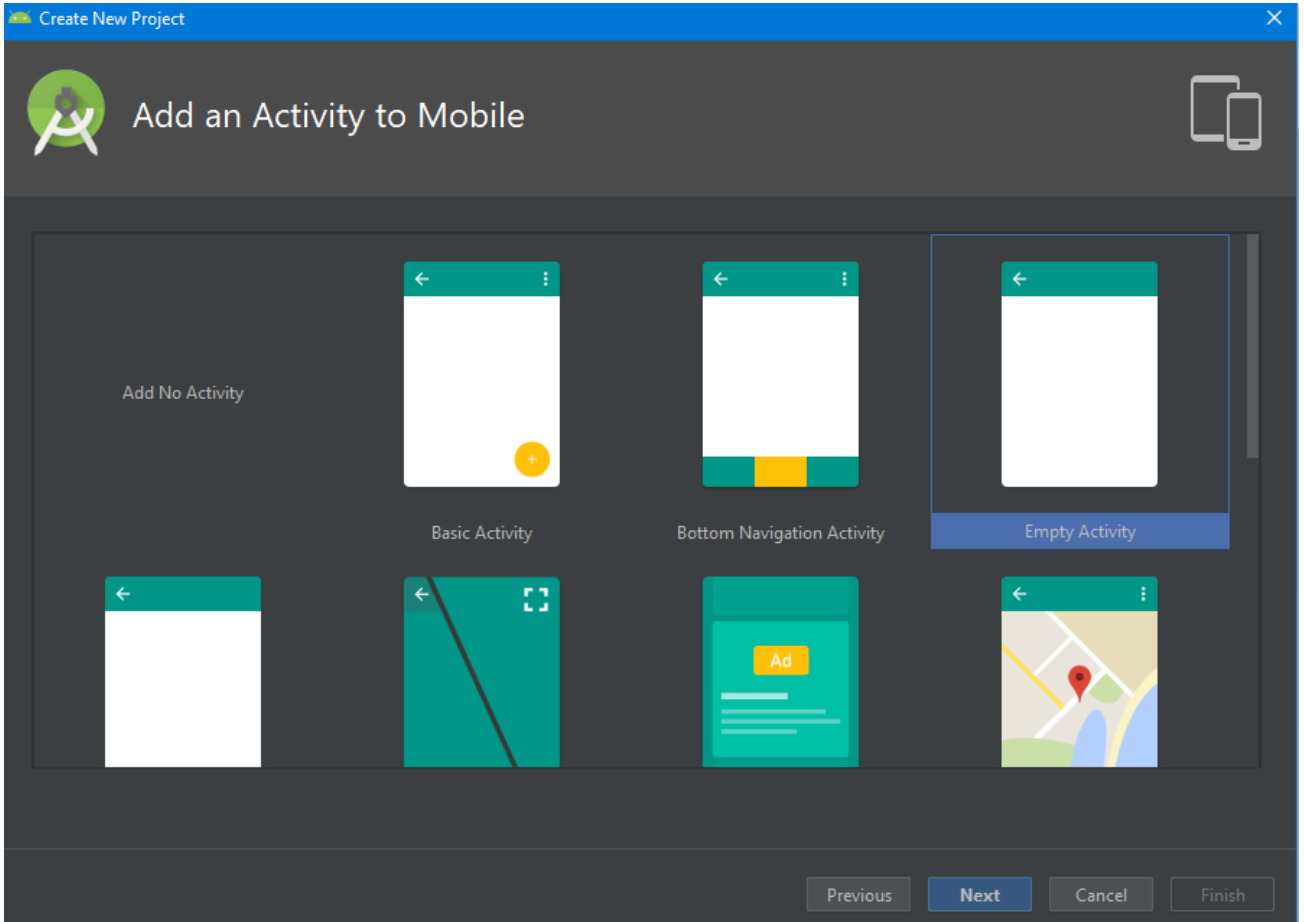 Create New Project
Add an Activity to Mobile
Add No Activity
Basic Activity
Bottom Navigation Activity
Empty Activity
Ad
Previous
Next
Cancel
Finish